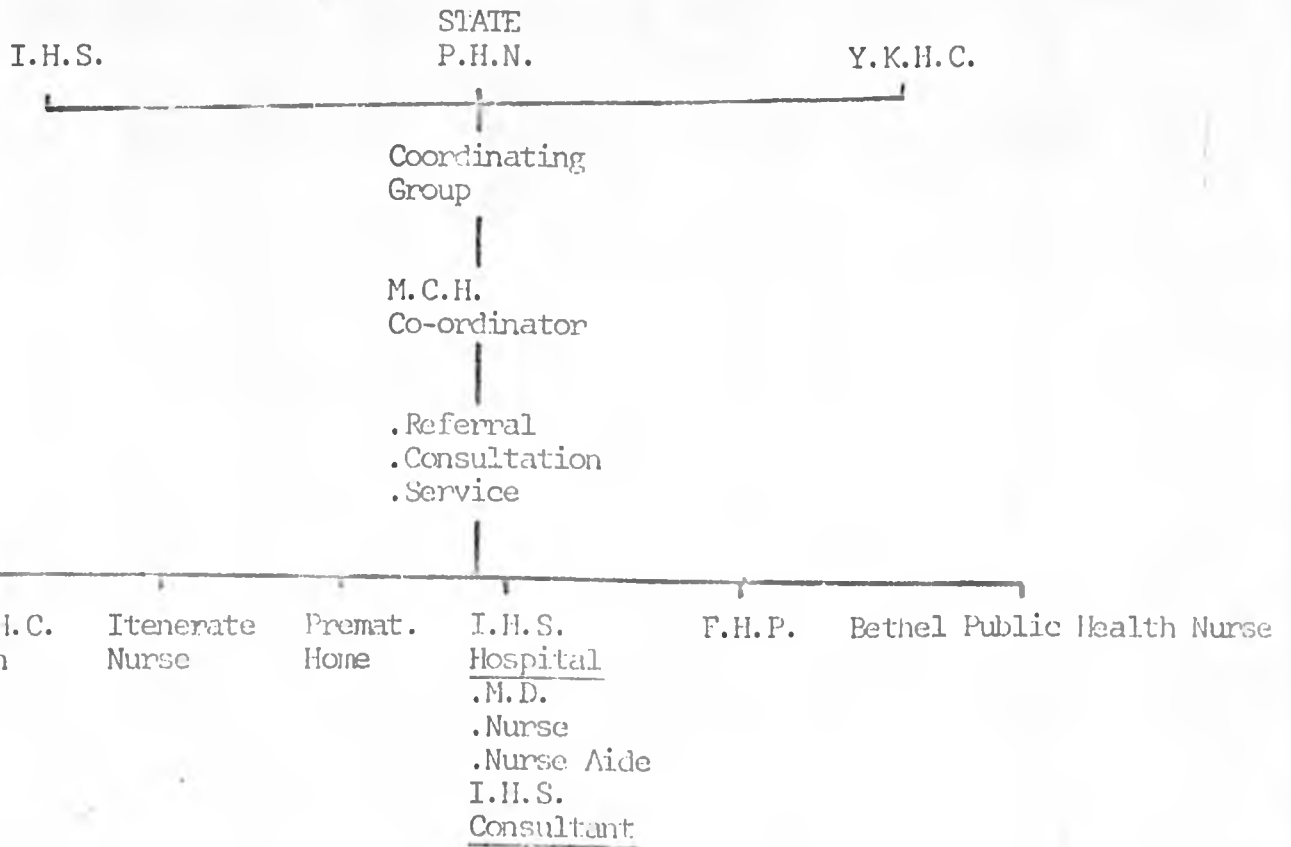 STATE
I.H.S. P.H.N. Y.K.H.C.
Coordinating
Group
M.C.H.
Co-ordinator
.Referral
.Consultation
.Service
H.C. Itenerate Premat. I.H.S. F.H.P. Bethel Public Health Nurse
Nurse Home Hospital
.M.D.
.Nurse
.Nurse Aide
I.H.S.
Consultant